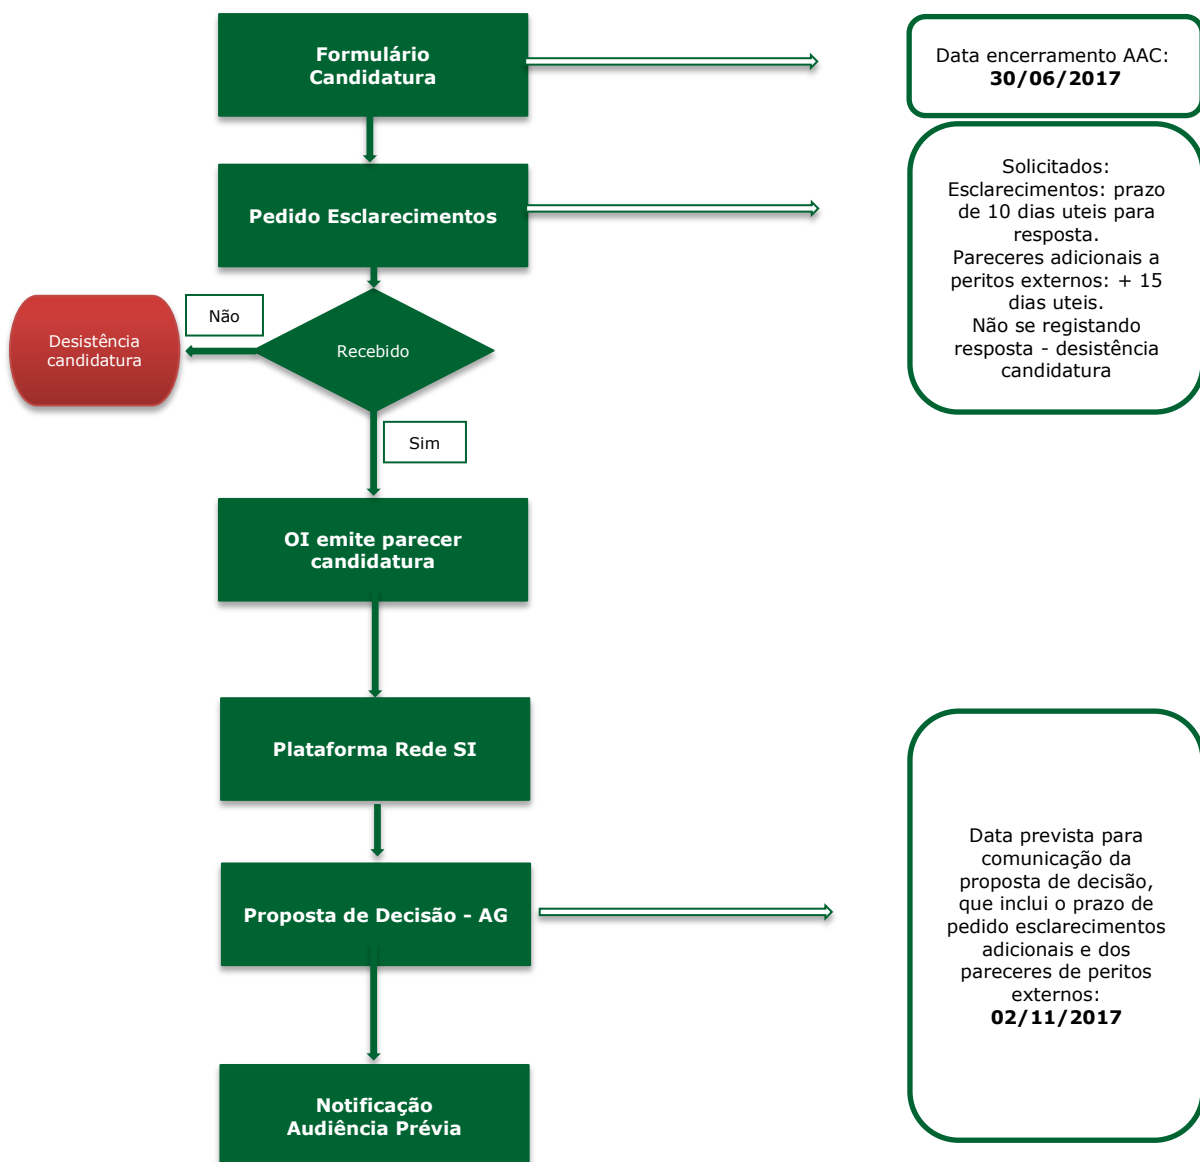 Formulário
Candidatura
Data encerramento AAC:
30/06/2017
Pedido Esclarecimentos
Solicitados:
Esclarecimentos: prazo
de 10 dias uteis para
resposta.
Pareceres adicionais a
peritos externos: + 15
dias uteis.
Não se registando
resposta - desistência
candidatura
Não
Desistência
candidatura
Recebido
Sim
OI emite parecer
candidatura
Plataforma Rede SI
Proposta de Decisão - AG
Data prevista para
comunicação da
proposta de decisão,
que inclui o prazo de
pedido esclarecimentos
adicionais e dos
pareceres de peritos
externos:
02/11/2017
Notificação
Audiência Prévia